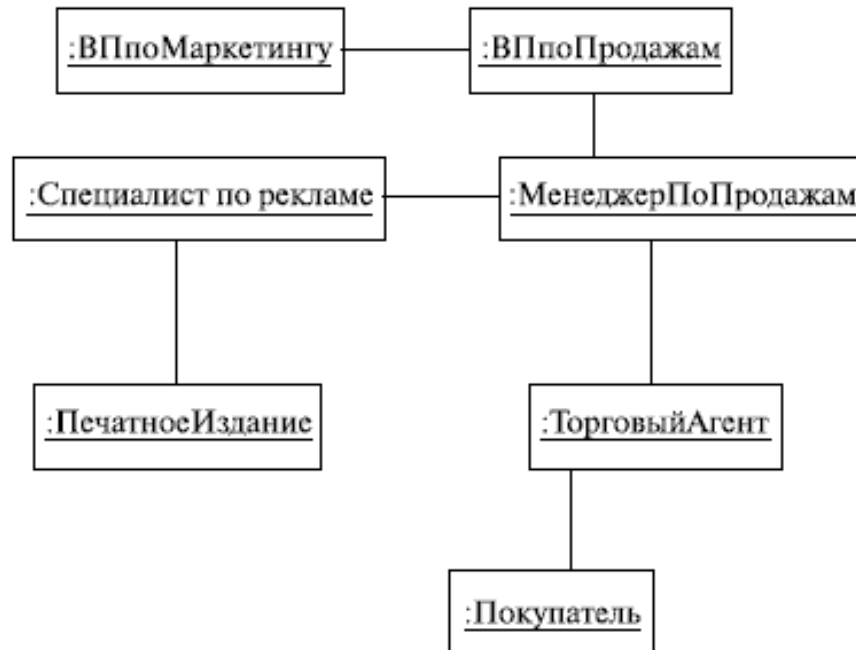 :ВПпоМаркетингу
:ВПпоПродажам
:Специалист по рекламе
:МенеджерПоПродажам
:ПечатноеИздание
:ТорговыйАгент
:Покупатель